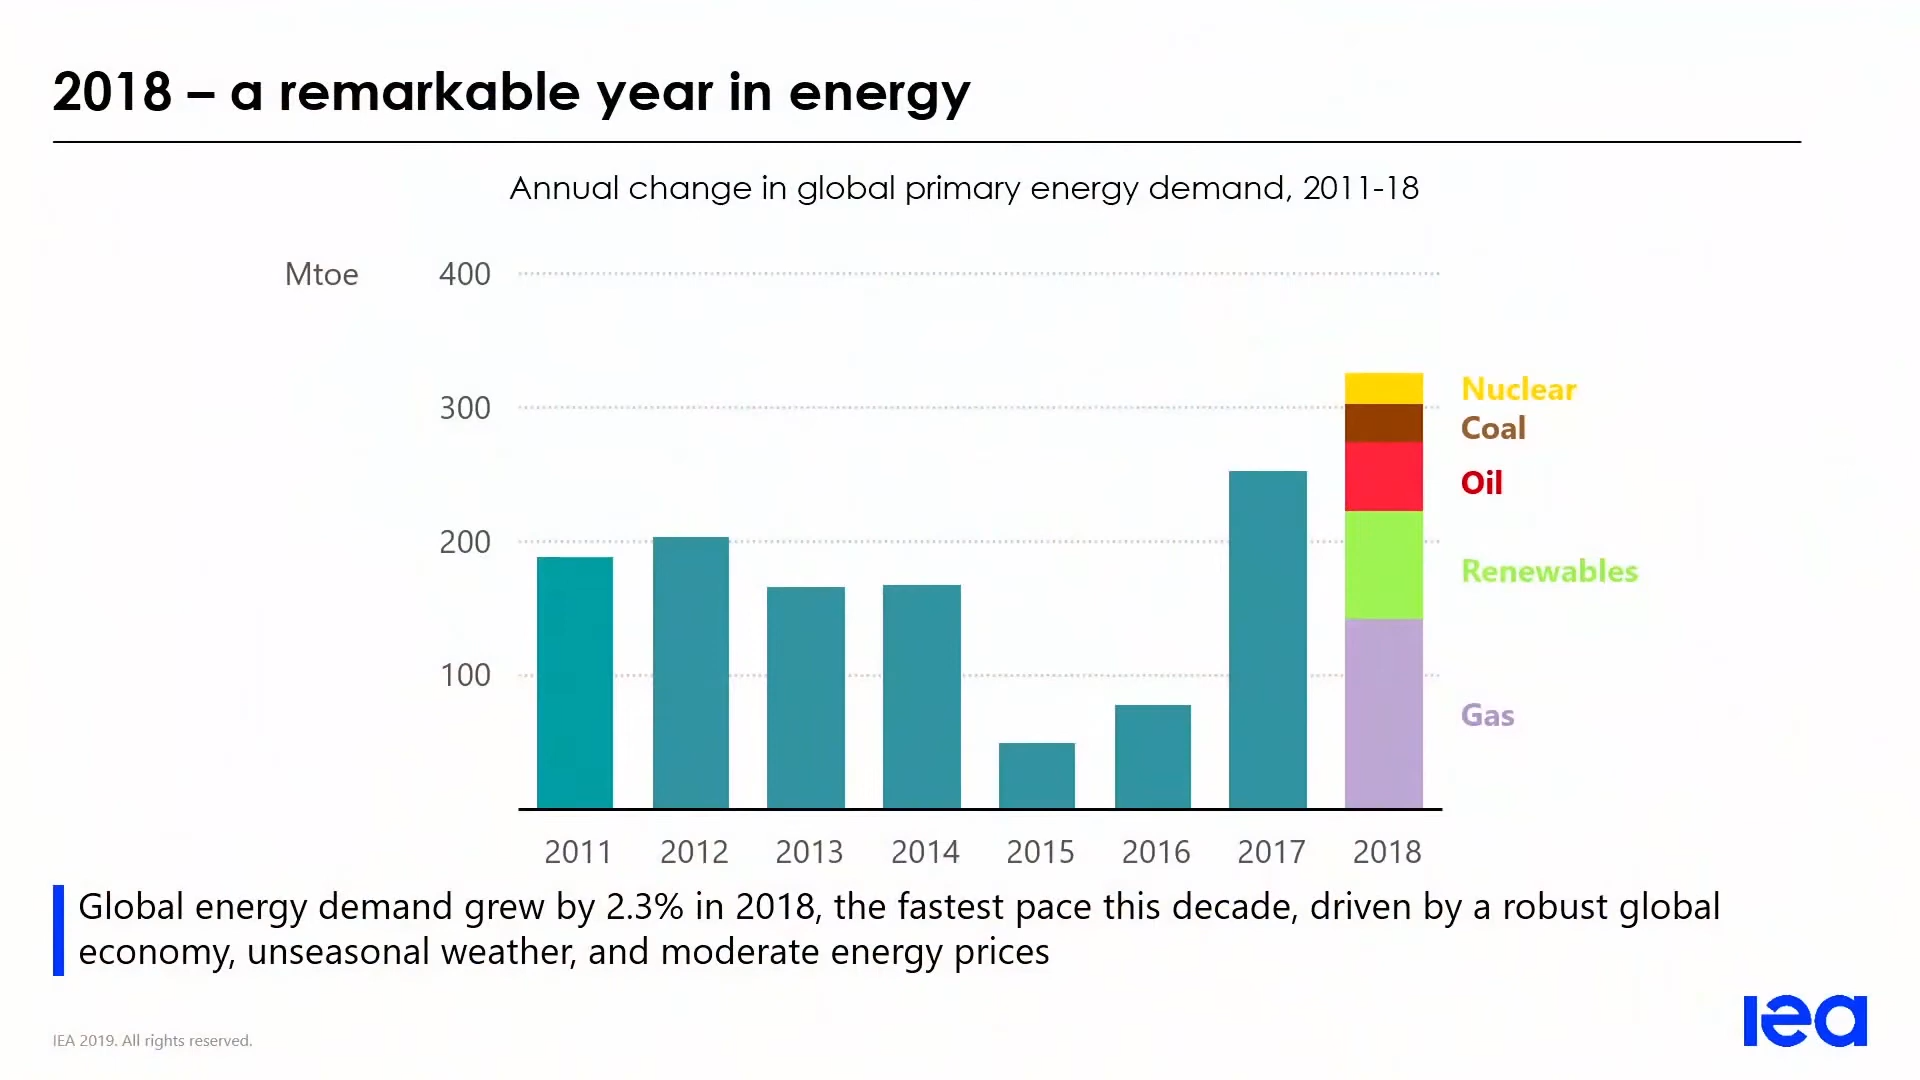 2018 – a remarkable year in energy
Annual change in global primary energy demand, 2011-18
Mtoe
400
300
200
100
Nuclear
Coal
Oil
Renewables
Gas
2011 2012 2013 2014 2015 2016 2017 2018
Global energy demand grew by 2.3% in 2018, the fastest pace this decade, driven by a robust global
economy, unseasonal weather, and moderate energy prices
IEA 2019. All rights reserved.
iea